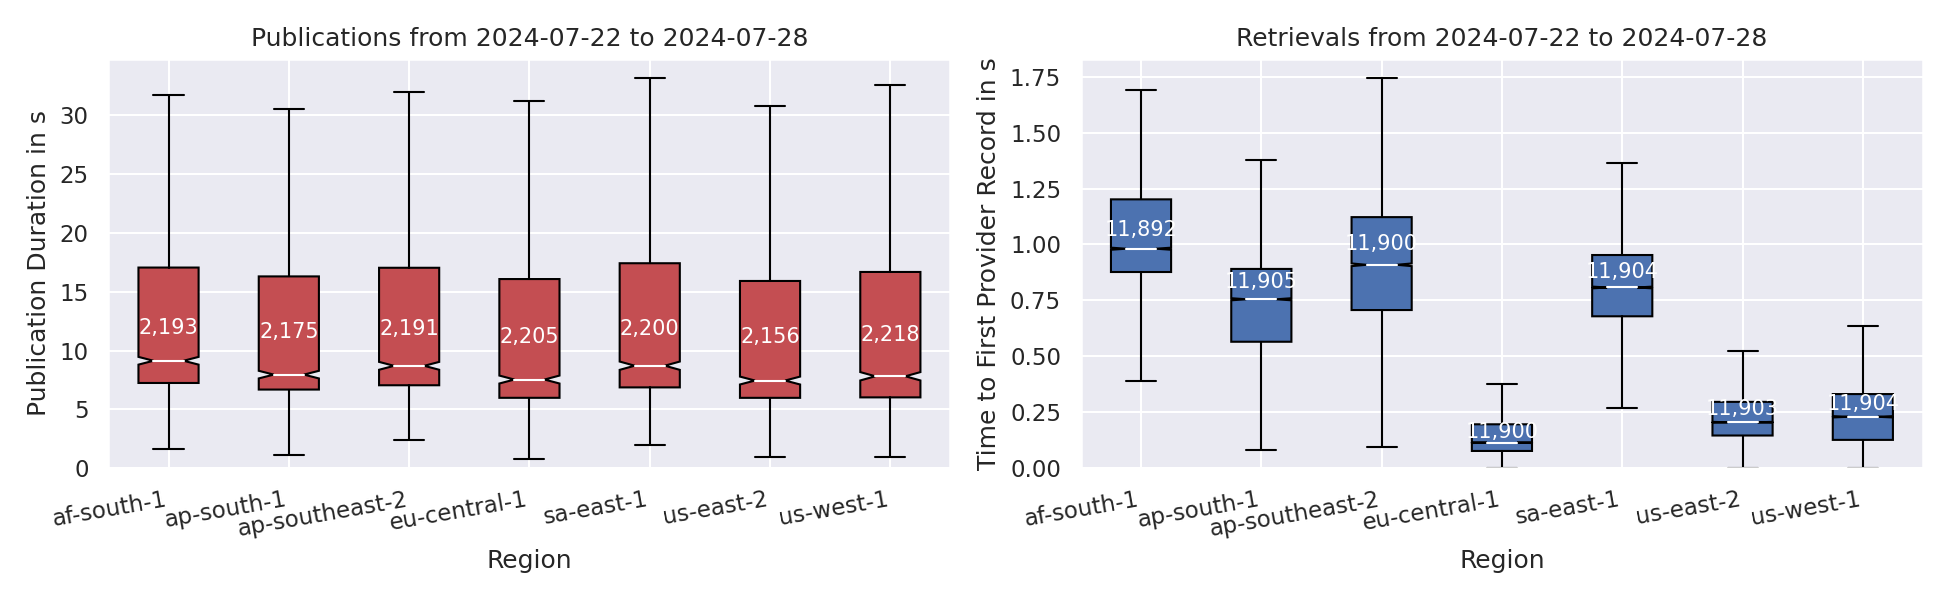 Publications from 2024-07-22 to 2024-07-28
Publication Duration in s
30
25
20
15
10
5
0
2,193
2,175
2,191
2,205
2,200
2,156
2,218
af-south-1
ap-south-1
ap-southeast-2
eu-central-1
sa-east-1
us-east-2
us-west-1
Region
Retrievals from 2024-07-22 to 2024-07-28
Time to First Provider Record in s
1.75
1.50
1.25
1.00
0.75
0.50
0.25
0.00
11,892
11,905
11,900
11,900
11,904
11,903
11,904
af-south-1
ap-south-1
ap-southeast-2
eu-central-1
sa-east-1
us-east-2
us-west-1
Region